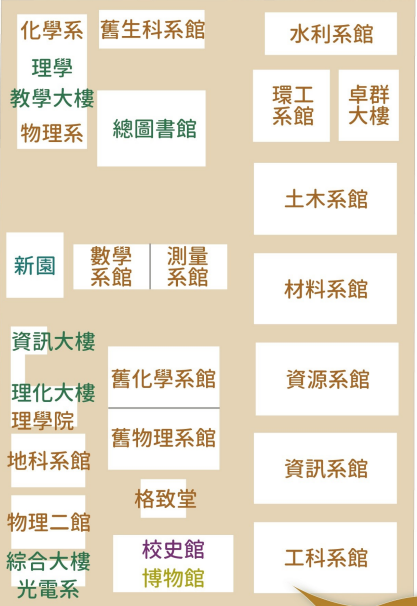 化學系
舊生科系館
水利系館
理學
教學大樓
物理系
總圖書館
環工
系館
卓群
大樓
土木系館
新園
數學
系館
測量
系館
材料系館
資訊大樓
理化大樓
理學院
舊化學系館
資源系館
舊物理系館
地科系館
資訊系館
格致堂
物理二館
校史館
博物館
工科系館
綜合大樓
光電系